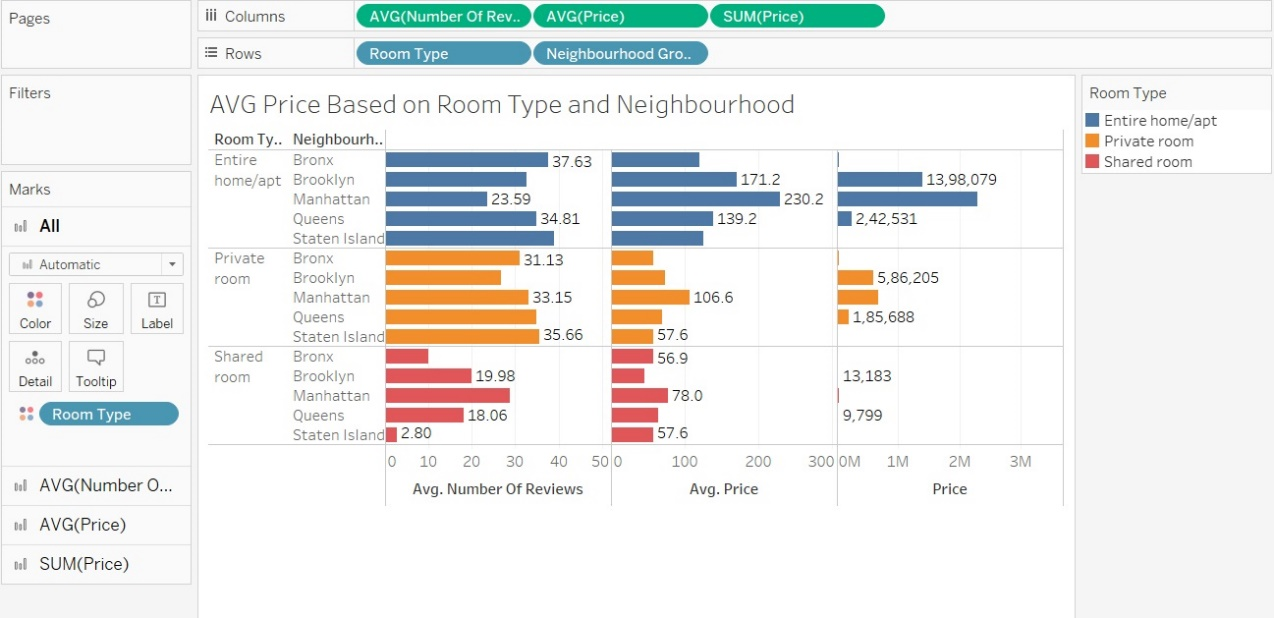 Pages
Columns
AVG(Number Of Rev..
AVG(Price)
SUM(Price)
Rows
Room Type
Neighbourhood Gro..
Filters
Marks
All
Automatic
Color
Size
Label
Detail
Tooltip
Room Type
AVG(Number O...
AVG(Price)
SUM(Price)
AVG Price Based on Room Type and Neighbourhood
Room Ty.. Neighbourh..
Entire Bronx 37.63
home/apt Brooklyn 171.2 13,98,079
Manhattan 23.59 230.2
Queens 34.81 139.2 2,42,531
Staten Island
Private Bronx 31.13
room Brooklyn 5,86,205
Manhattan 33.15 106.6
Queens 1,85,688
Staten Island 35.66 57.6
Shared Bronx 56.9
room Brooklyn 19.98 13,183
Manhattan 78.0
Queens 18.06 9,799
Staten Island 2.80 57.6
0 10 20 30 40 50 0 100 200 300 0M 1M 2M 3M
Avg. Number Of Reviews Avg. Price Price
Room Type
Entire home/apt
Private room
Shared room